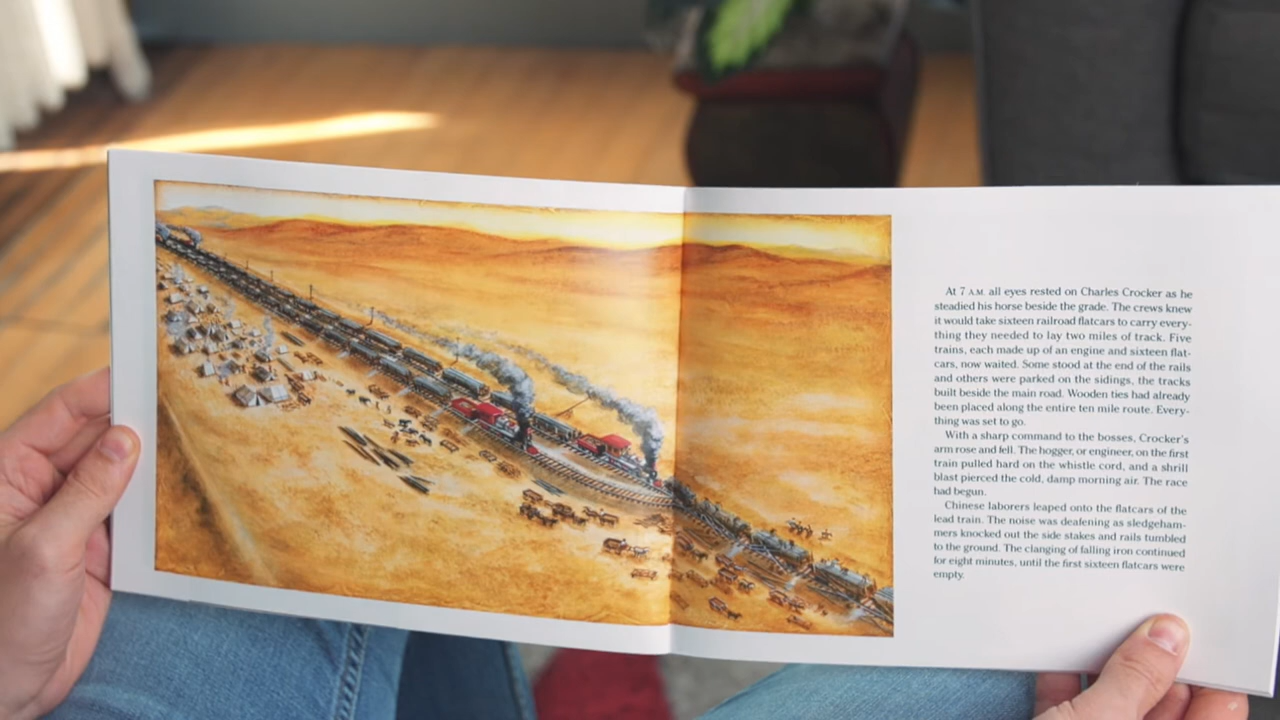 At 7 A.M. all eyes rested on Charles Crocker as he
steadied his horse beside the grade. The crews knew
it would take sixteen railroad flatcars to carry every-
thing they needed to lay two miles of track. Five
trains, each made up of an engine and sixteen flat-
cars, now waited. Some stood at the end of the rails
and others were parked on the sidings, the tracks
built beside the main road. Wooden ties had already
been placed along the entire ten mile route. Every-
thing was set to go.
With a sharp command to the bosses, Crocker's
arm rose and fell. The hogger, or engineer, on the first
train pulled hard on the whistle cord, and a shrill
blast pierced the cold, damp morning air. The race
had begun.
Chinese laborers leaped onto the flatcars of the
lead train. The noise was deafening as sledgeham-
mers knocked out the side stakes and rails tumbled
to the ground. The clanging of falling iron continued
for eight minutes, until the first sixteen flatcars were
empty.